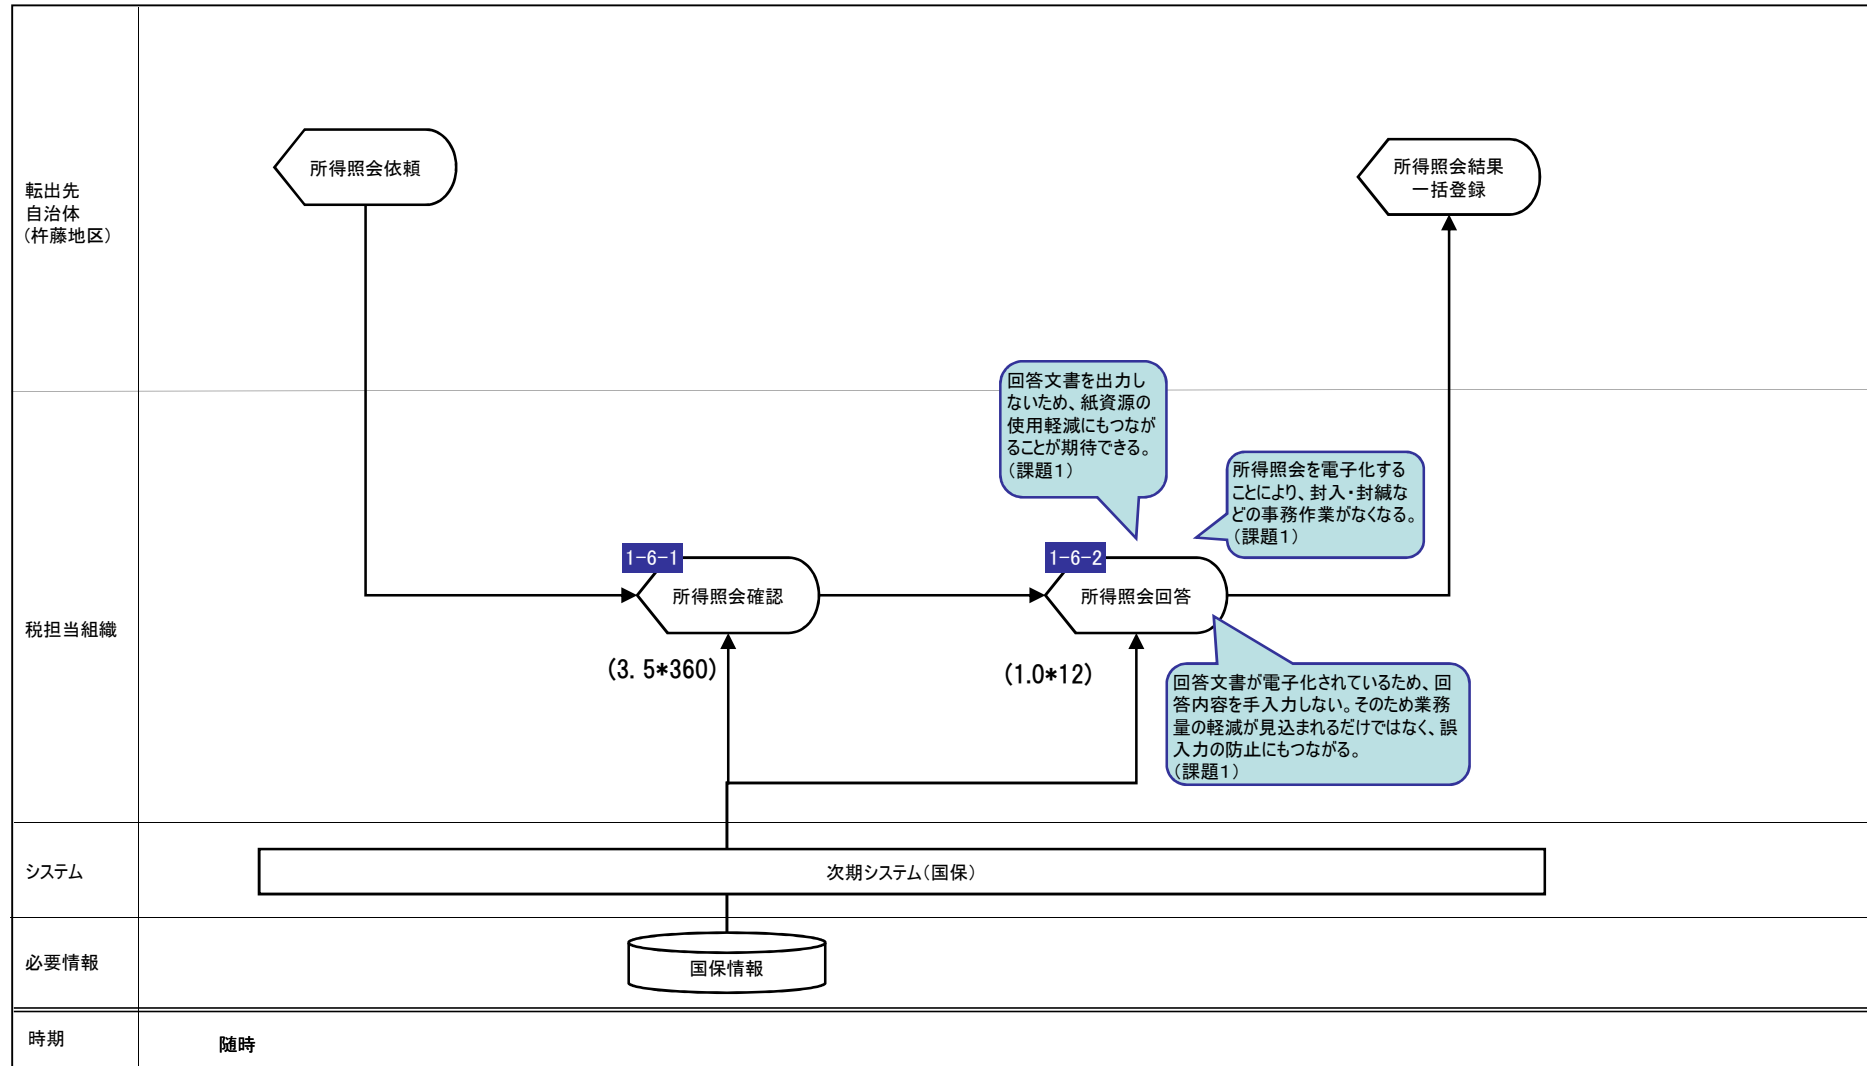 転出先
自治体
(杵藤地区)
所得照会依頼
所得照会結果
一括登録
回答文書を出力し
ないため、紙資源の
使用軽減にもつなが
ることが期待できる。
(課題1)
所得照会を電子化する
ことにより、封入・封緘な
どの事務作業がなくなる。
(課題1)
税担当組織
1-6-1
所得照会確認
(3.5*360)
1-6-2
所得照会回答
(1.0*12)
回答文書が電子化されているため、回
答内容を手入力しない。そのため業務
量の軽減が見込まれるだけではなく、誤
入力の防止にもつながる。
(課題1)
システム
次期システム(国保)
必要情報
国保情報
時期
随時